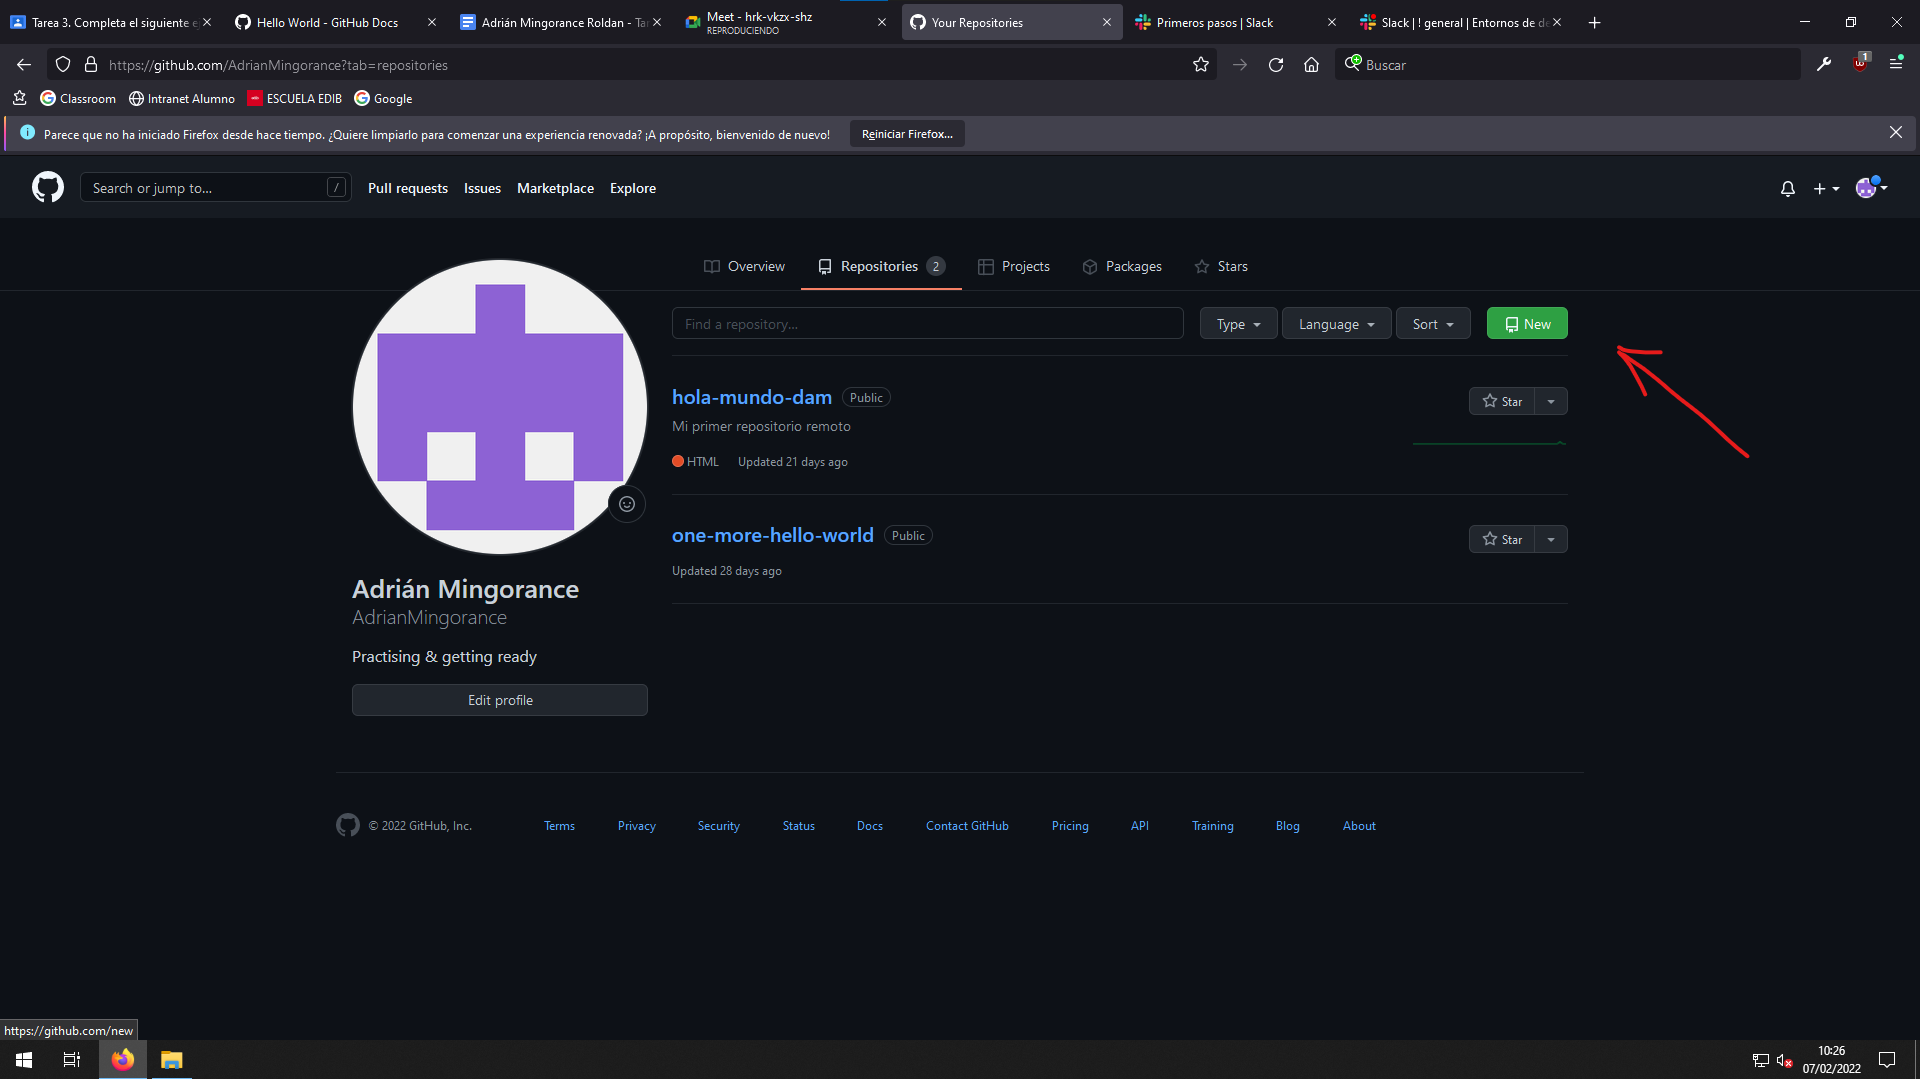 Tarea 3. Completa el siguiente e
Hello World - GitHub Docs
Adrián Mingorance Roldan - Tar
Meet - hrk-vkzx-shz
REPRODUCIENDO
Your Repositories
Primeros pasos | Slack
Slack | ! general | Entornos de de
https://github.com/AdrianMingorance?tab=repositories
Buscar
1
Classroom
Intranet Alumno
ESCUELA EDIB
Google
Parece que no ha iniciado Firefox desde hace tiempo. ¿Quiere limpiarlo para comenzar una experiencia renovada? ¡A propósito, bienvenido de nuevo!
Reiniciar Firefox...
Search or jump to...
/
Pull requests
Issues
Marketplace
Explore
Overview
Repositories 2
Projects
Packages
Stars
Find a repository...
Type
Language
Sort
New
hola-mundo-dam
Public
Star
Mi primer repositorio remoto
HTML
Updated 21 days ago
one-more-hello-world
Public
Star
Updated 28 days ago
Adrián Mingorance
AdrianMingorance
Practising & getting ready
Edit profile
© 2022 GitHub, Inc.
Terms
Privacy
Security
Status
Docs
Contact GitHub
Pricing
API
Training
Blog
About
https://github.com/new
10:26
07/02/2022